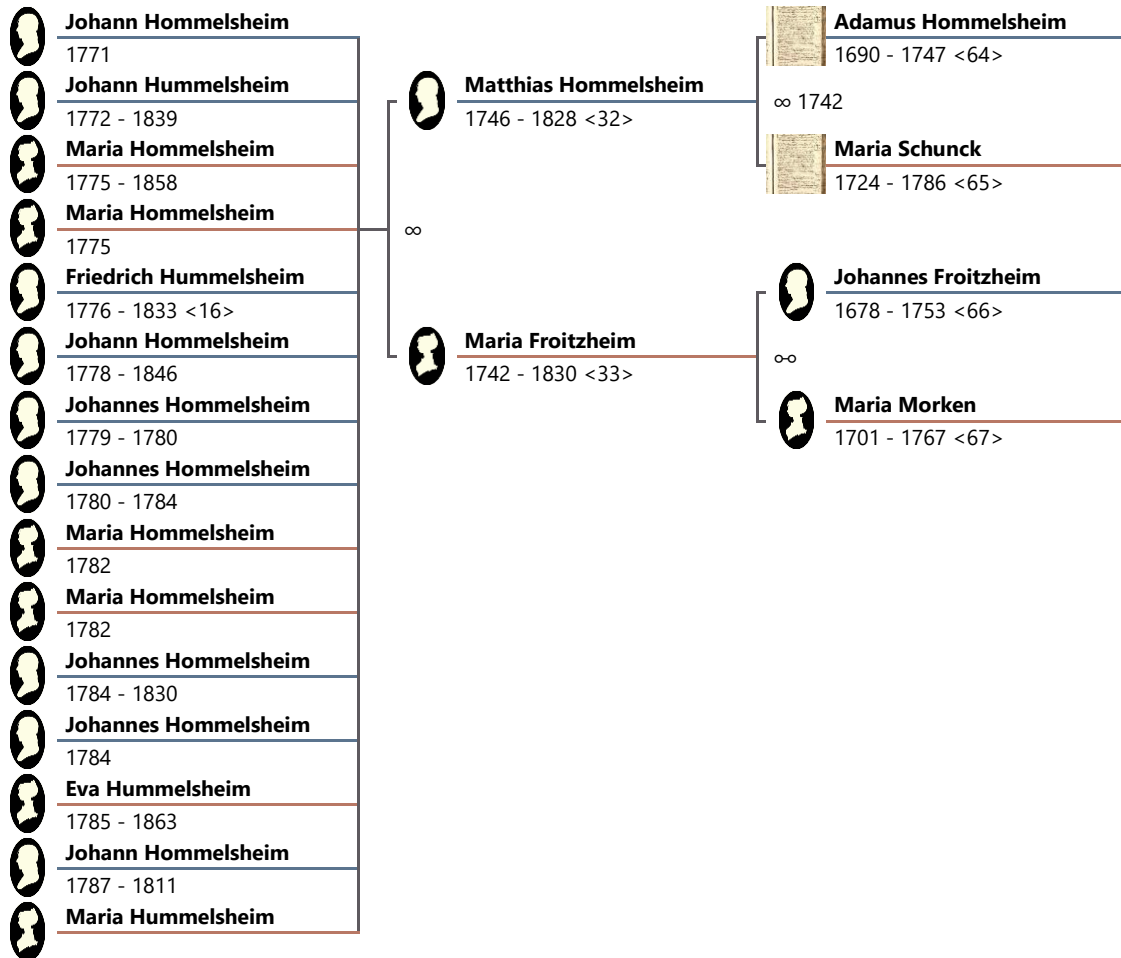 Johann Hommelsheim
1771
Johann Hummelsheim
1772 - 1839
Maria Hommelsheim
1775 - 1858
Maria Hommelsheim
1775
Friedrich Hummelsheim
1776 - 1833 <16>
Johann Hommelsheim
1778 - 1846
Johannes Hommelsheim
1779 - 1780
Johannes Hommelsheim
1780 - 1784
Maria Hommelsheim
1782
Maria Hommelsheim
1782
Johannes Hommelsheim
1784 - 1830
Johannes Hommelsheim
1784
Eva Hummelsheim
1785 - 1863
Johann Hommelsheim
1787 - 1811
Maria Hummelsheim
Matthias Hommelsheim
1746 - 1828 <32>
∞
Maria Froitzheim
1742 - 1830 <33>
Adamus Hommelsheim
1690 - 1747 <64>
∞ 1742
Maria Schunck
1724 - 1786 <65>
Johannes Froitzheim
1678 - 1753 <66>
⚯
Maria Morken
1701 - 1767 <67>